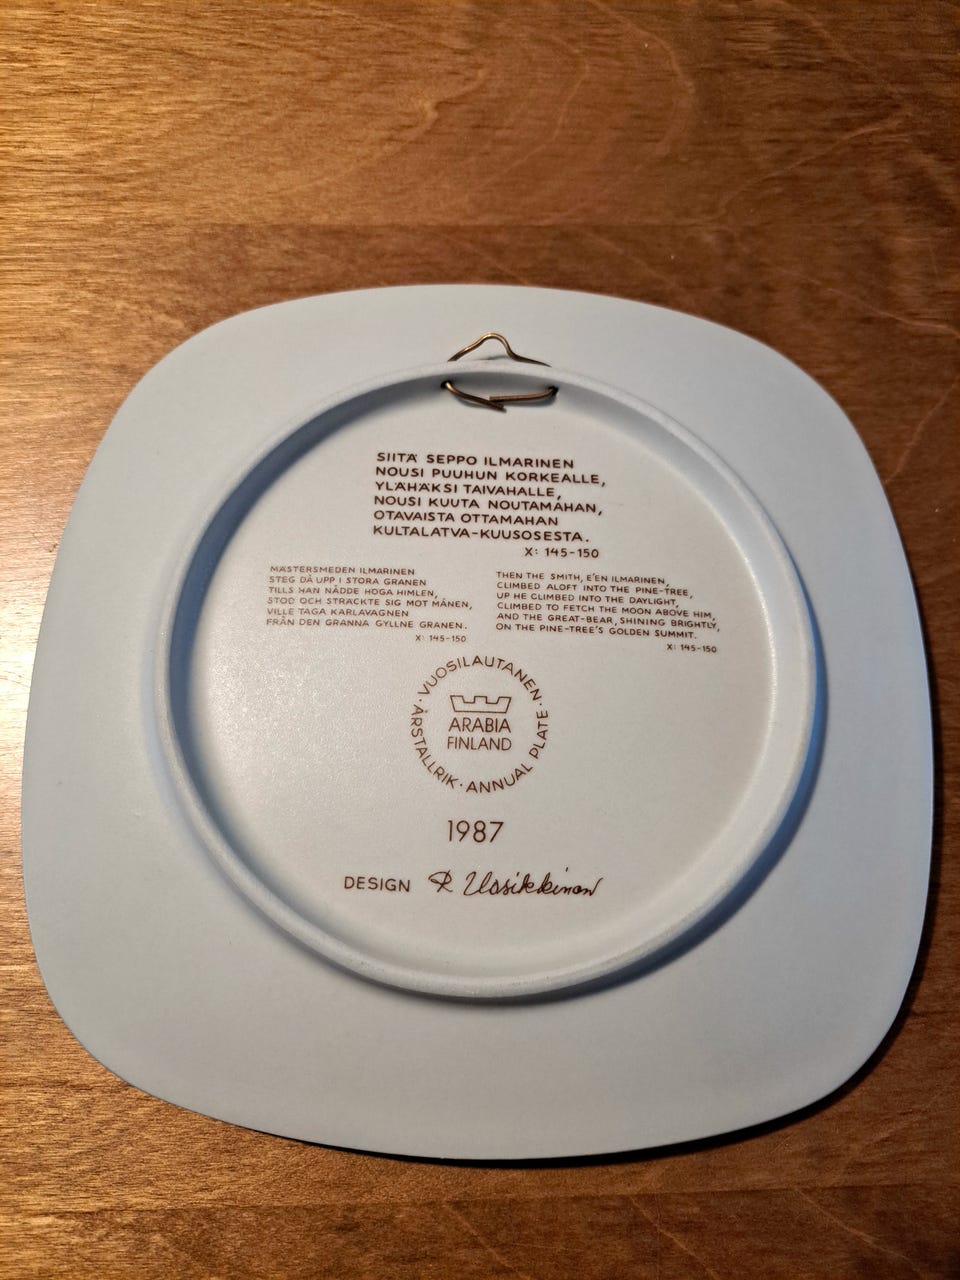 SIITÄ SEPPO ILMARINEN
NOUSI PUUHUN KORKEALLE,
YLÄHÄKSI TAIVAHALLE,
NOUSI KUUTA NOUTAMAHAN,
OTAVAISTA OTTAMAHAN
KULTALATVA-KUUSOSESTA.
X: 145-150
MÄSTERSMEDEN ILMARINEN
STEG DÅ UPP I STORA GRANEN
TILLS HAN NÅDDE HÖGA HIMLEN,
STOD OCH STRÄCKTE SIG MOT MÅNEN,
VILLE TAGA KARLAVAGNEN
FRÅN DEN GRANNA GYLLNE GRANEN.
X: 145-150
THEN THE SMITH, E'EN ILMARINEN,
CLIMBED ALOFT INTO THE PINE-TREE,
UP HE CLIMBED INTO THE DAYLIGHT,
CLIMBED TO FETCH THE MOON ABOVE HIM,
AND THE GREAT-BEAR, SHINING BRIGHTLY,
ON THE PINE-TREE'S GOLDEN SUMMIT.
X: 145-150
· VUOSILAUTANEN ·
ARABIA
FINLAND
ÅRSTALLRIK · ANNUAL PLATE
1987
DESIGN R Uosikkinen